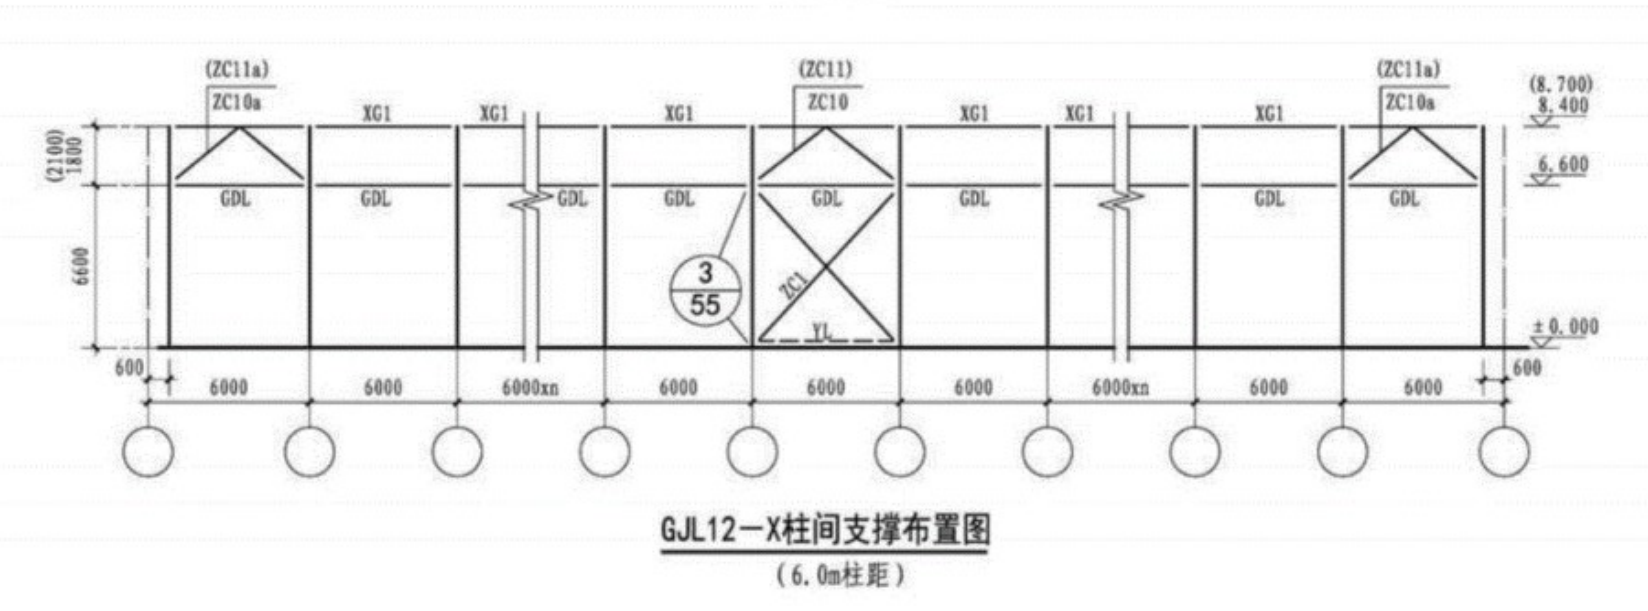 (ZC11a)
ZC10a
(ZC11)
ZC10
(ZC11a)
ZC10a
(8.700)
8.400
XG1
XG1
XG1
XG1
XG1
XG1
(2100)
1800
6.600
GDL
GDL
GDL
GDL
GDL
GDL
GDL
GDL
6600
3
55
ZC1
YL
±0.000
600
600
6000
6000
6000xn
6000
6000
6000
6000xn
6000
6000
GJL12-X柱间支撑布置图
(6.0m柱距)